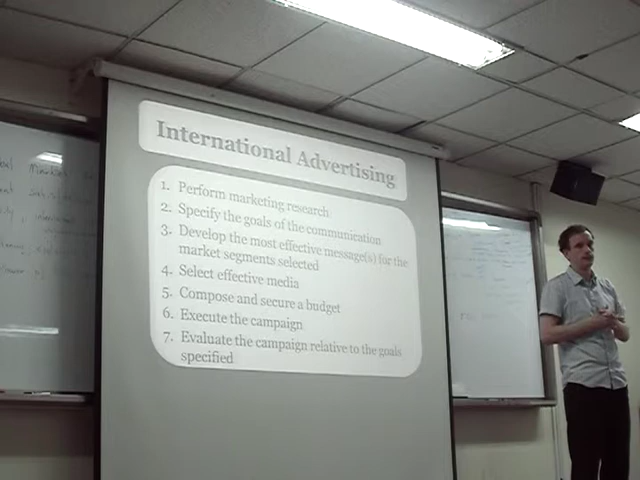 International Advertising
1. Perform marketing research
2. Specify the goals of the communication
3. Develop the most effective message(s) for the
market segments selected
4. Select effective media
5. Compose and secure a budget
6. Execute the campaign
7. Evaluate the campaign relative to the goals
specified